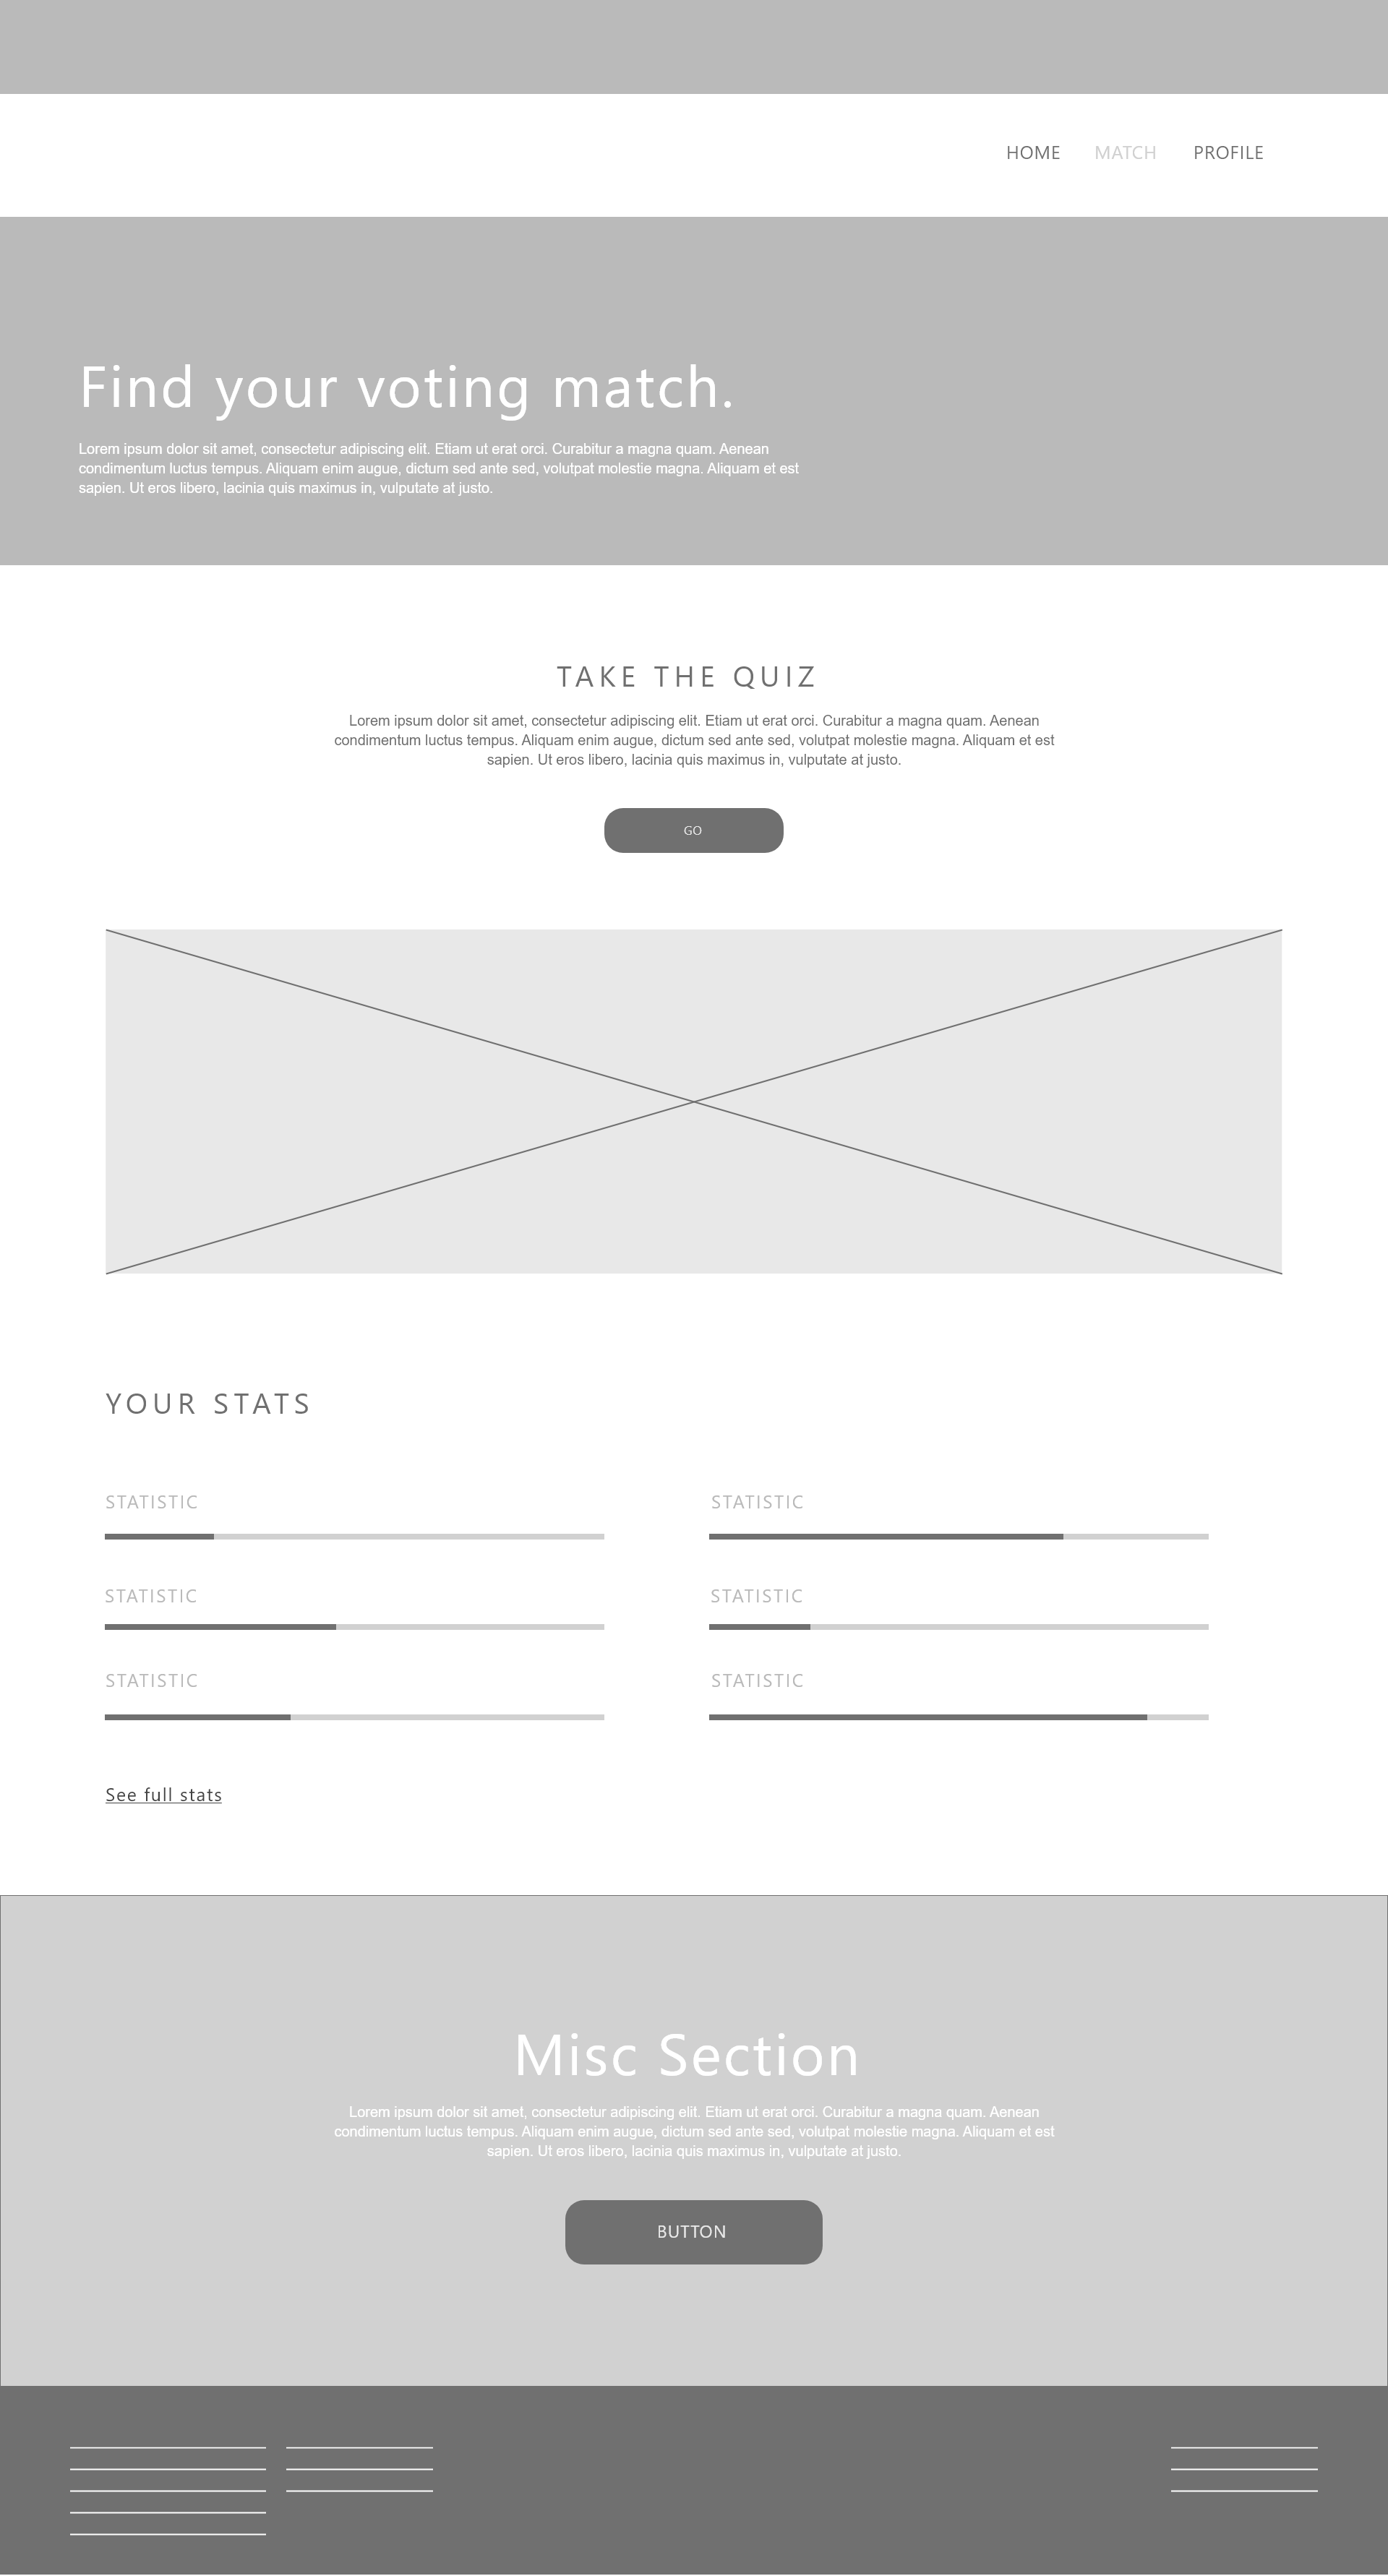 HOME MATCH PROFILE
Find your voting match.
Lorem ipsum dolor sit amet, consectetur adipiscing elit. Etiam ut erat orci. Curabitur a magna quam. Aenean
condimentum luctus tempus. Aliquam enim augue, dictum sed ante sed, volutpat molestie magna. Aliquam et est
sapien. Ut eros libero, lacinia quis maximus in, vulputate at justo.
TAKE THE QUIZ
Lorem ipsum dolor sit amet, consectetur adipiscing elit. Etiam ut erat orci. Curabitur a magna quam. Aenean
condimentum luctus tempus. Aliquam enim augue, dictum sed ante sed, volutpat molestie magna. Aliquam et est
sapien. Ut eros libero, lacinia quis maximus in, vulputate at justo.
GO
YOUR STATS
STATISTIC STATISTIC
STATISTIC STATISTIC
STATISTIC STATISTIC
See full stats
Misc Section
Lorem ipsum dolor sit amet, consectetur adipiscing elit. Etiam ut erat orci. Curabitur a magna quam. Aenean
condimentum luctus tempus. Aliquam enim augue, dictum sed ante sed, volutpat molestie magna. Aliquam et est
sapien. Ut eros libero, lacinia quis maximus in, vulputate at justo.
BUTTON